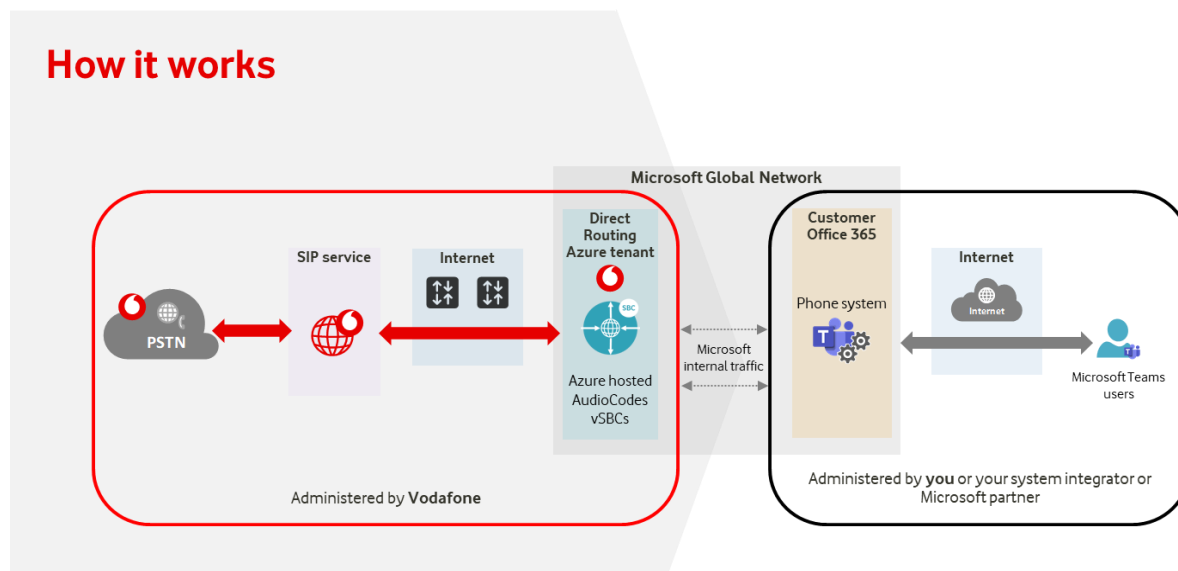 How it works
Microsoft Global Network
Direct
Routing
Azure tenant
Customer
Office 365
SIP service
Internet
Internet
SBC
Phone system
Internet
PSTN
T
T
Microsoft
internal traffic
Azure hosted
AudioCodes
vSBCs
Microsoft Teams
users
Administered by Vodafone
Administered by you or your system integrator or
Microsoft partner